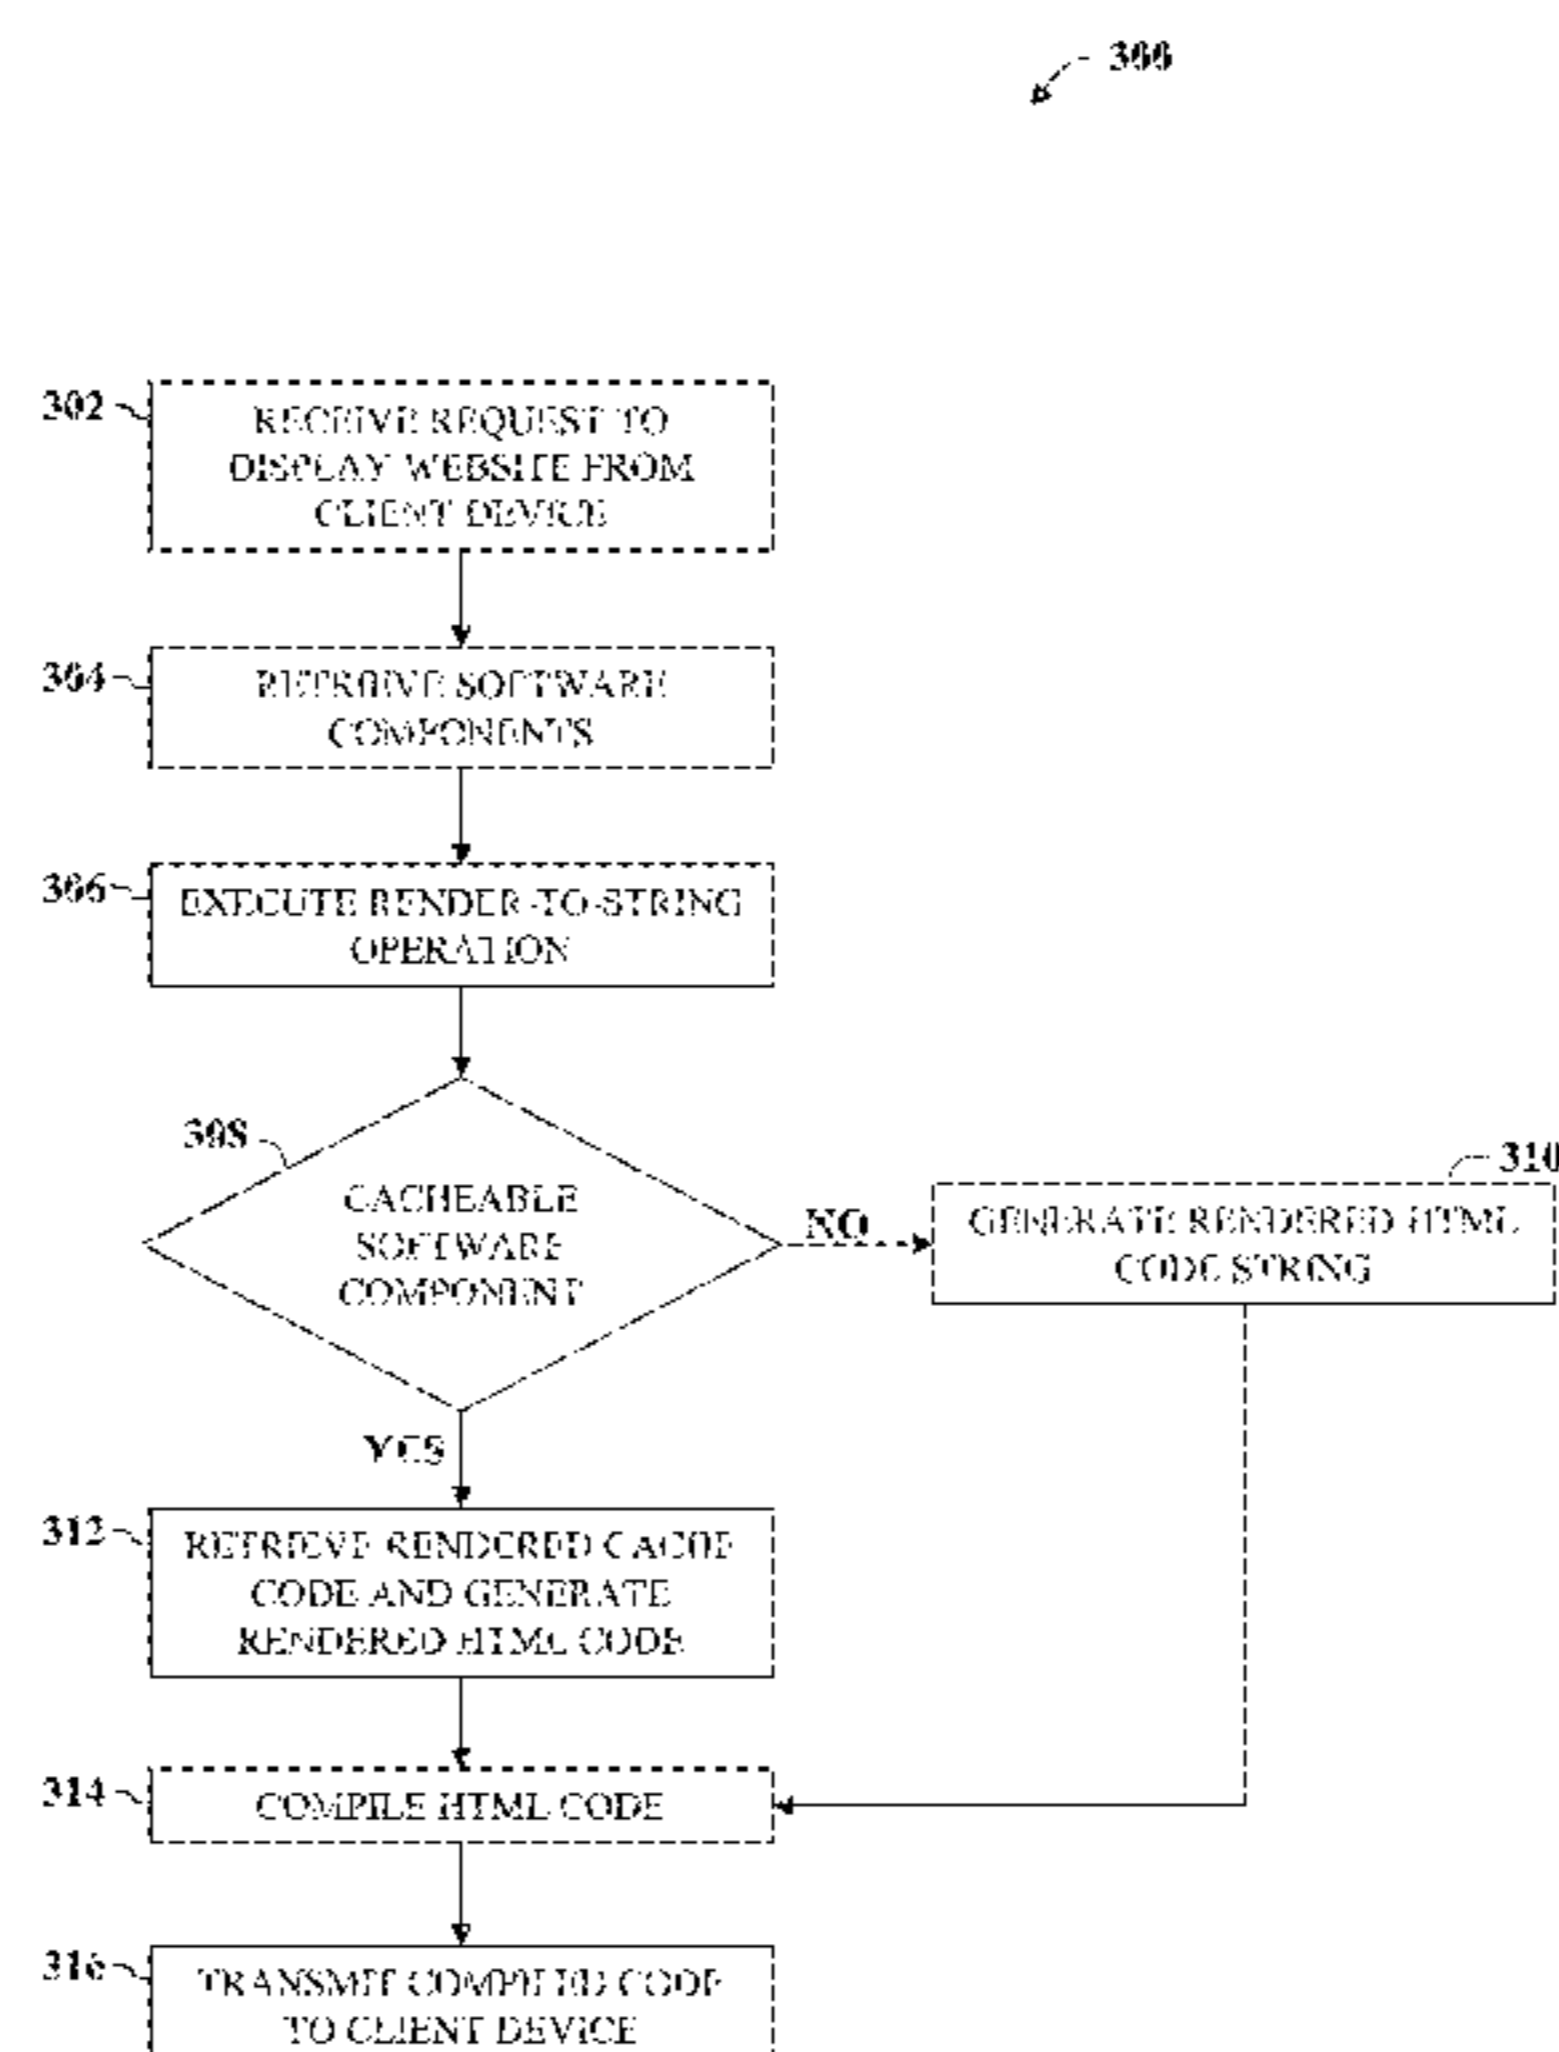 300
302
RECEIVE REQUEST TO
DISPLAY WEBSITE FROM
CLIENT DEVICE
304
RETRIEVE SOFTWARE
COMPONENTS
306
EXECUTE RENDER-TO-STRING
OPERATION
308
CACHEABLE
SOFTWARE
COMPONENT
NO
310
GENERATE RENDERED HTML
CODE STRING
YES
312
RETRIEVE RENDERED CACHE
CODE AND GENERATE
RENDERED HTML CODE
314
COMPILE HTML CODE
316
TRANSMIT COMPILED CODE
TO CLIENT DEVICE